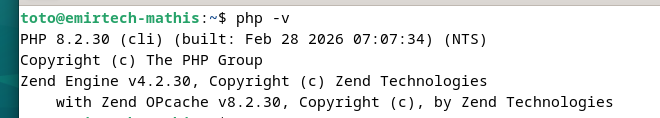 toto@emirtech-mathis:~$ php -v
PHP 8.2.30 (cli) (built: Feb 28 2026 07:07:34) (NTS)
Copyright (c) The PHP Group
Zend Engine v4.2.30, Copyright (c) Zend Technologies
    with Zend OPcache v8.2.30, Copyright (c), by Zend Technologies